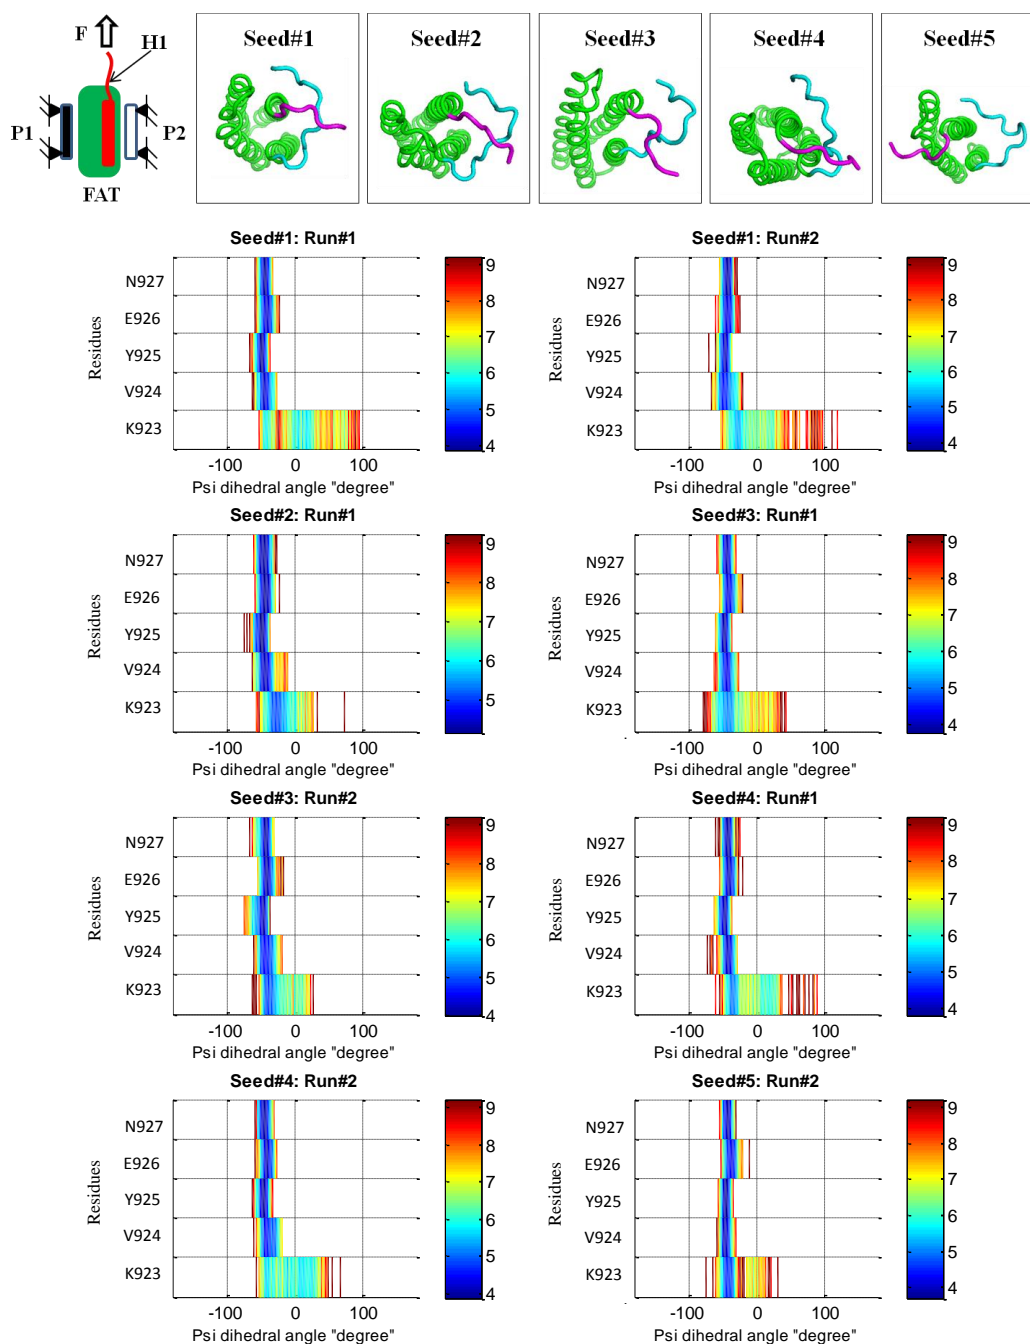 F
H1
P1
P2
FAT
Seed#1
Seed#2
Seed#3
Seed#4
Seed#5
Seed#1: Run#1
N927
E926
Y925
V924
K923
Residues
-100
0
100
Psi dihedral angle "degree"
9
8
7
6
5
4
Seed#1: Run#2
N927
E926
Y925
V924
K923
Residues
-100
0
100
Psi dihedral angle "degree"
9
8
7
6
5
4
Seed#2: Run#1
N927
E926
Y925
V924
K923
Residues
-100
0
100
Psi dihedral angle "degree"
9
8
7
6
5
Seed#3: Run#1
N927
E926
Y925
V924
K923
Residues
-100
0
100
Psi dihedral angle "degree"
9
8
7
6
5
4
Seed#3: Run#2
N927
E926
Y925
V924
K923
Residues
-100
0
100
Psi dihedral angle "degree"
9
8
7
6
5
4
Seed#4: Run#1
N927
E926
Y925
V924
K923
Residues
-100
0
100
Psi dihedral angle "degree"
9
8
7
6
5
4
Seed#4: Run#2
N927
E926
Y925
V924
K923
Residues
-100
0
100
Psi dihedral angle "degree"
9
8
7
6
5
4
Seed#5: Run#2
N927
E926
Y925
V924
K923
Residues
-100
0
100
Psi dihedral angle "degree"
9
8
7
6
5
4